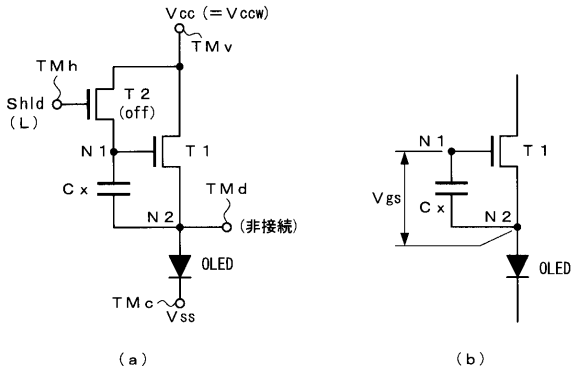 Vcc (=Vccw)
TMv
TMh
Shld
(L)
T2
(off)
N1
T1
Cx
TMd
N2
(非接続)
OLED
TMc
Vss
(a)
N1
T1
Vgs
Cx
N2
OLED
(b)